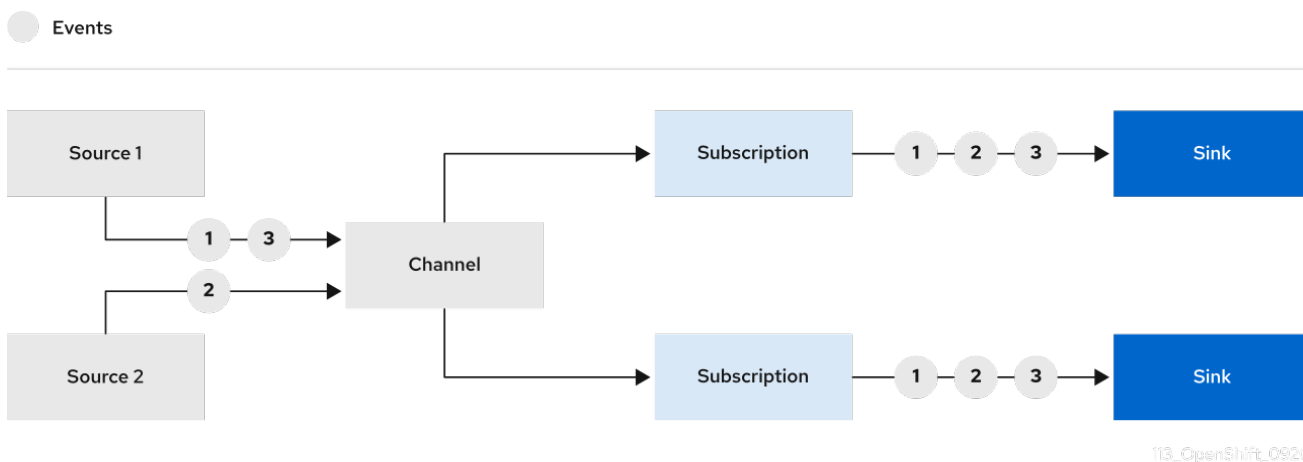 Events
Source 1
Subscription
1 2 3
Sink
1 3
Channel
2
Source 2
Subscription
1 2 3
Sink